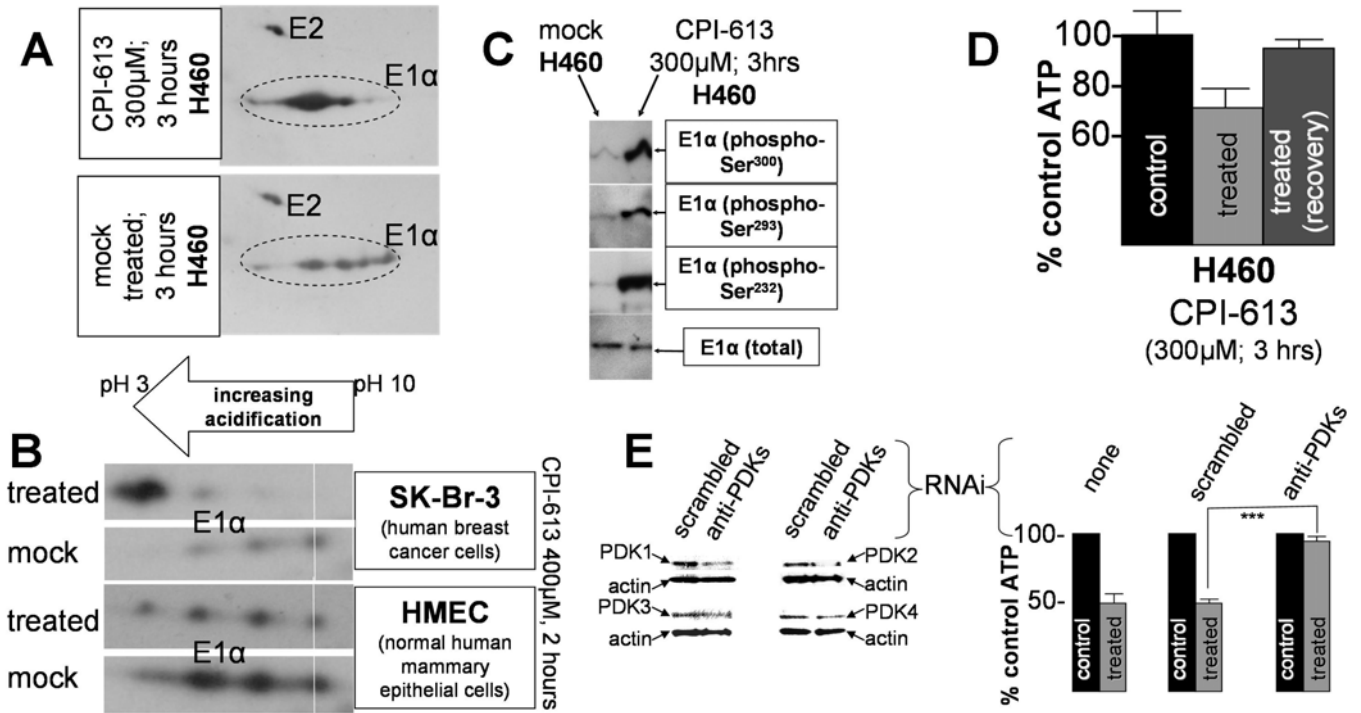 A
CPI-613
300µM;
3 hours
H460
E2
E1α
mock
treated;
3 hours
H460
E2
E1α
pH 3
pH 10
increasing
acidification
B
treated
mock
E1α
SK-Br-3
(human breast
cancer cells)
treated
mock
E1α
HMEC
(normal human
mammary
epithelial cells)
CPI-613 400µM, 2 hours
C
mock
H460
CPI-613
300µM; 3hrs
H460
E1α (phospho-
Ser300)
E1α (phospho-
Ser293)
E1α (phospho-
Ser232)
E1α (total)
D
% control ATP
100
80
60
control
treated
treated
(recovery)
H460
CPI-613
(300µM; 3 hrs)
E
scrambled
anti-PDKs
scrambled
anti-PDKs
RNAi
PDK1
actin
PDK3
actin
PDK2
actin
PDK4
actin
none
scrambled
anti-PDKs
***
% control ATP
100-
50-
control
treated
control
treated
control
treated